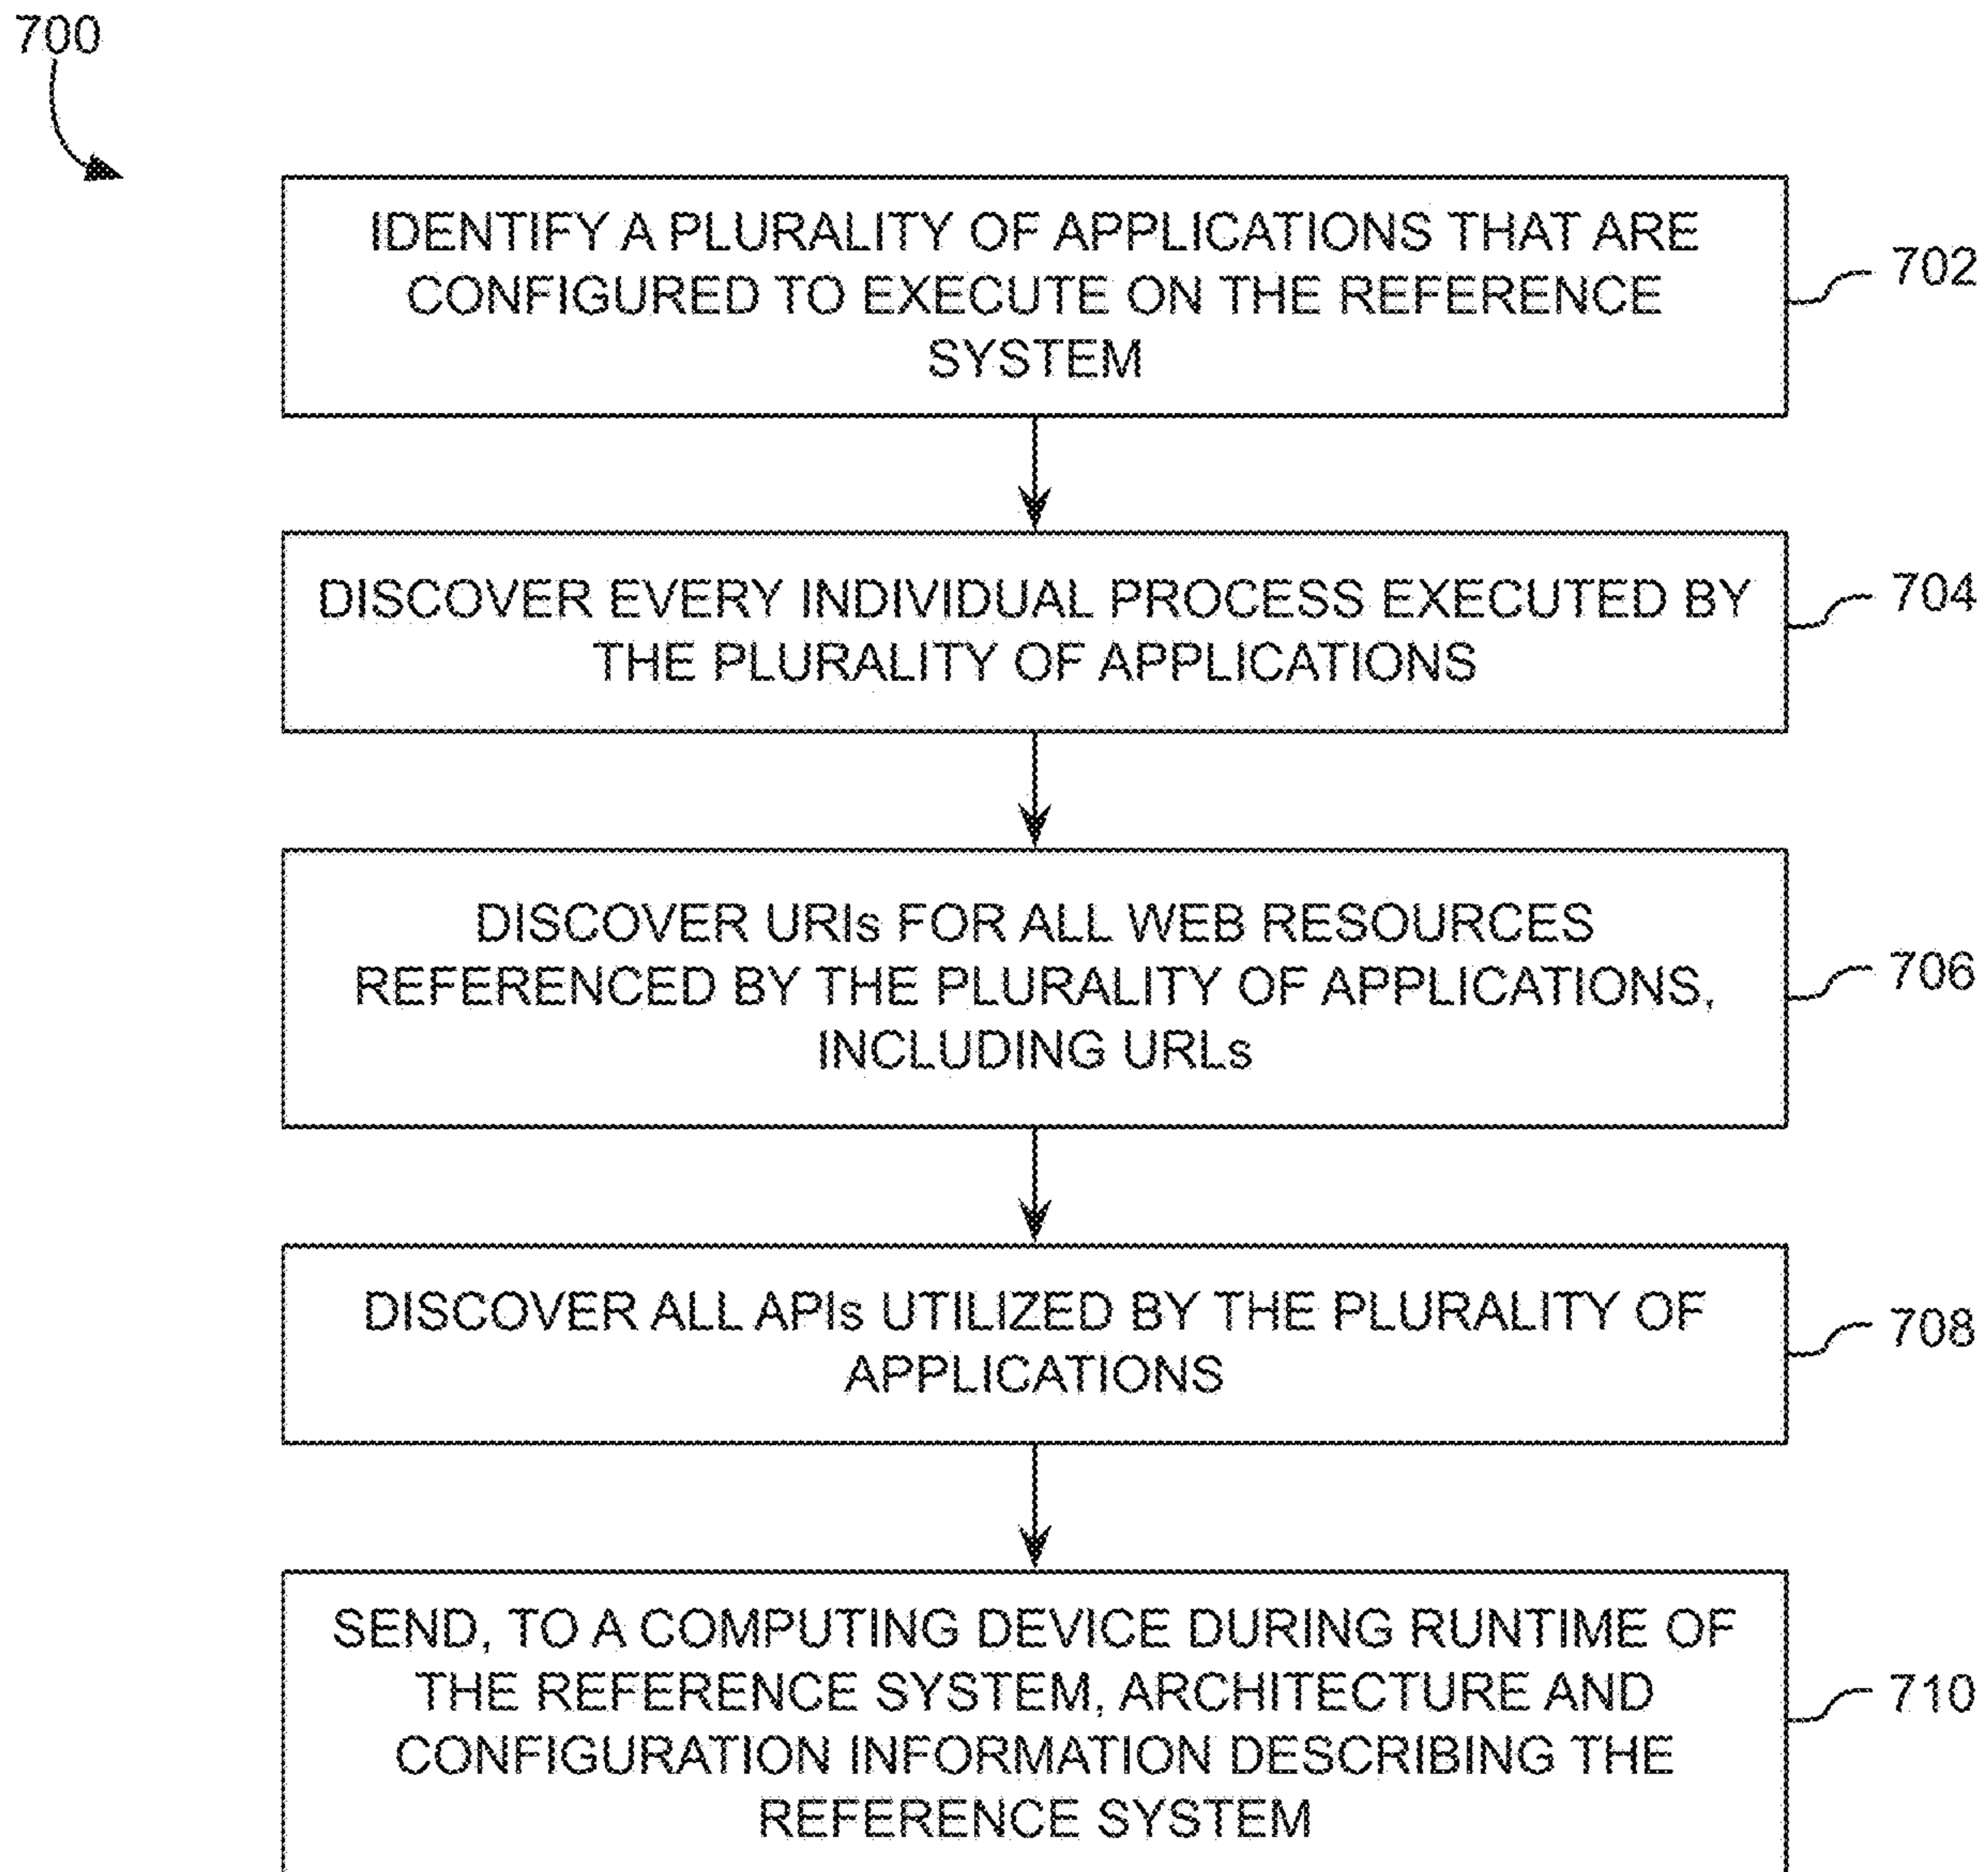 700
IDENTIFY A PLURALITY OF APPLICATIONS THAT ARE
CONFIGURED TO EXECUTE ON THE REFERENCE
SYSTEM
702
DISCOVER EVERY INDIVIDUAL PROCESS EXECUTED BY
THE PLURALITY OF APPLICATIONS
704
DISCOVER URIs FOR ALL WEB RESOURCES
REFERENCED BY THE PLURALITY OF APPLICATIONS,
INCLUDING URLs
706
DISCOVER ALL APIs UTILIZED BY THE PLURALITY OF
APPLICATIONS
708
SEND, TO A COMPUTING DEVICE DURING RUNTIME OF
THE REFERENCE SYSTEM, ARCHITECTURE AND
CONFIGURATION INFORMATION DESCRIBING THE
REFERENCE SYSTEM
710